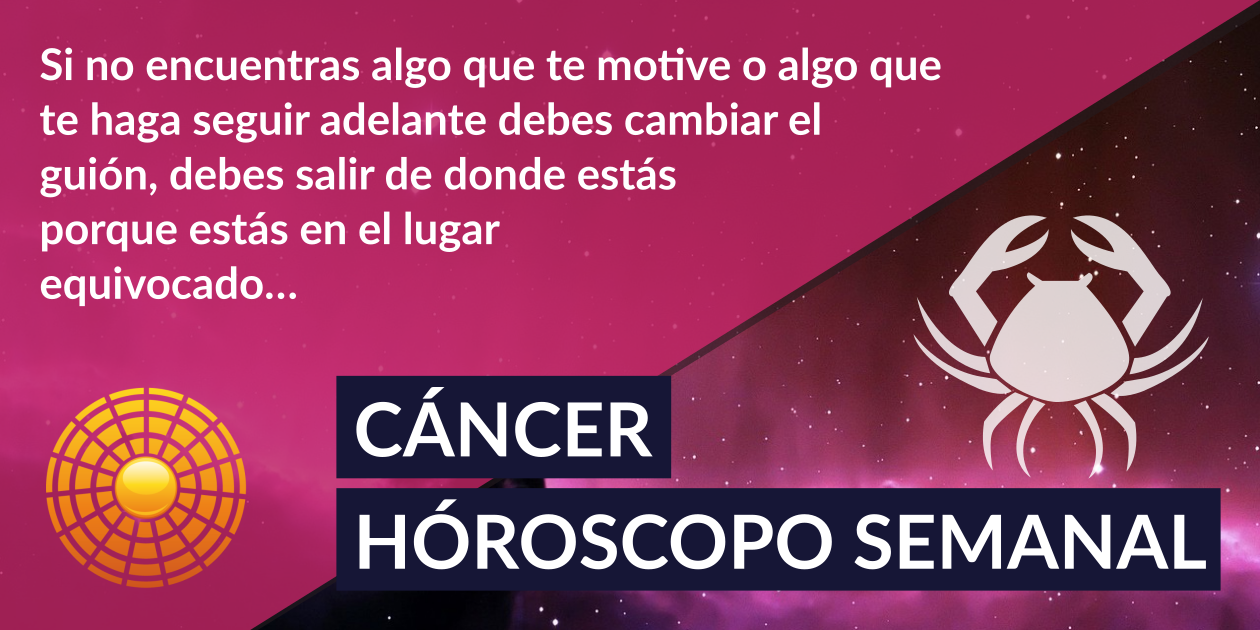 Si no encuentras algo que te motive o algo que
te haga seguir adelante debes cambiar el
guión, debes salir de donde estás
porque estás en el lugar
equivocado...
CÁNCER
HÓROSCOPO SEMANAL